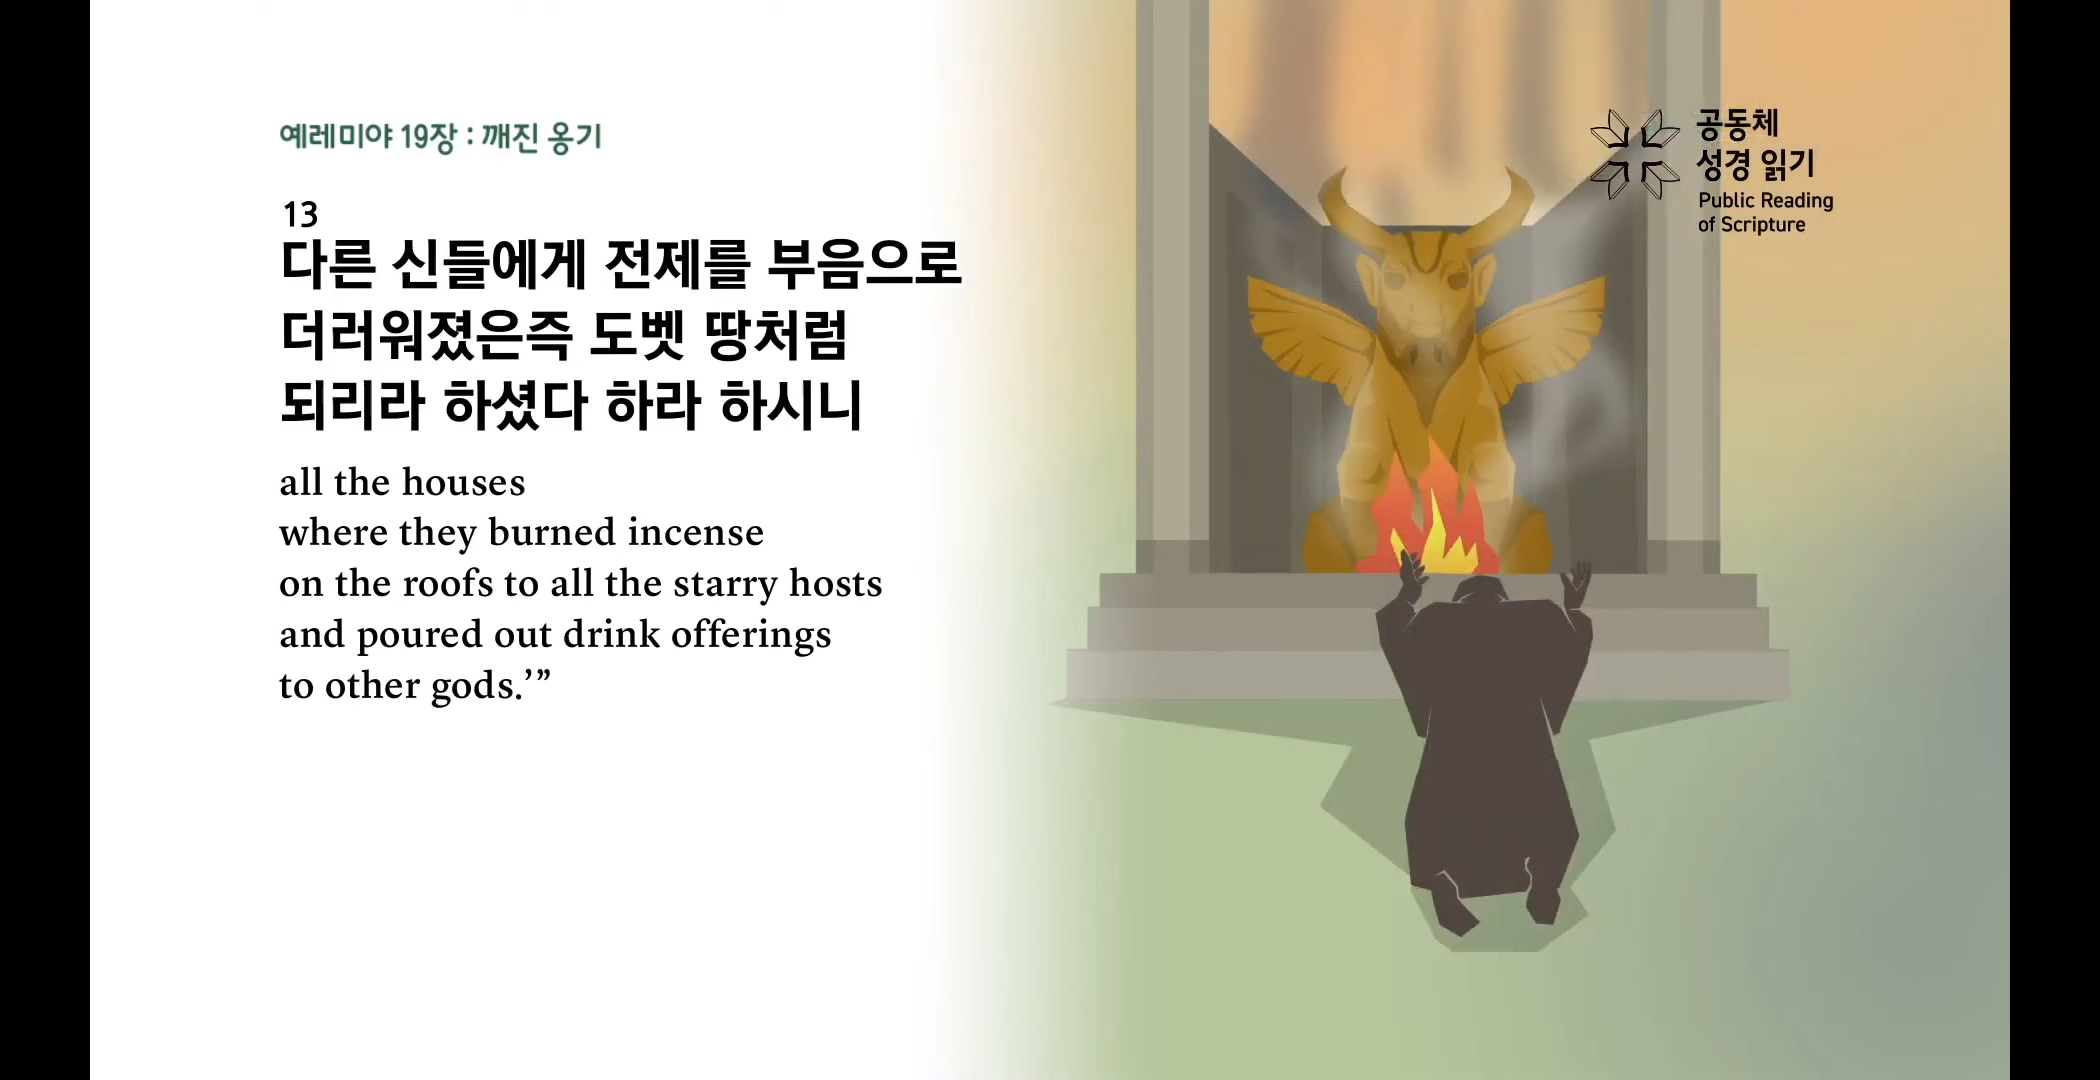 예레미야 19장 : 깨진 옹기
13
다른 신들에게 전제를 부음으로
더러워졌은즉 도벳 땅처럼
되리라 하셨다 하라 하시니
all the houses
where they burned incense
on the roofs to all the starry hosts
and poured out drink offerings
to other gods.’”
공동체
성경 읽기
Public Reading
of Scripture